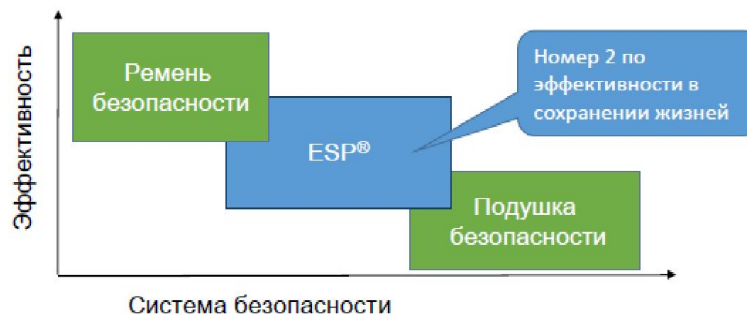 Эффективность
Ремень
безопасности
ESP®
Номер 2 по
эффективности в
сохранении жизней
Подушка
безопасности
Система безопасности